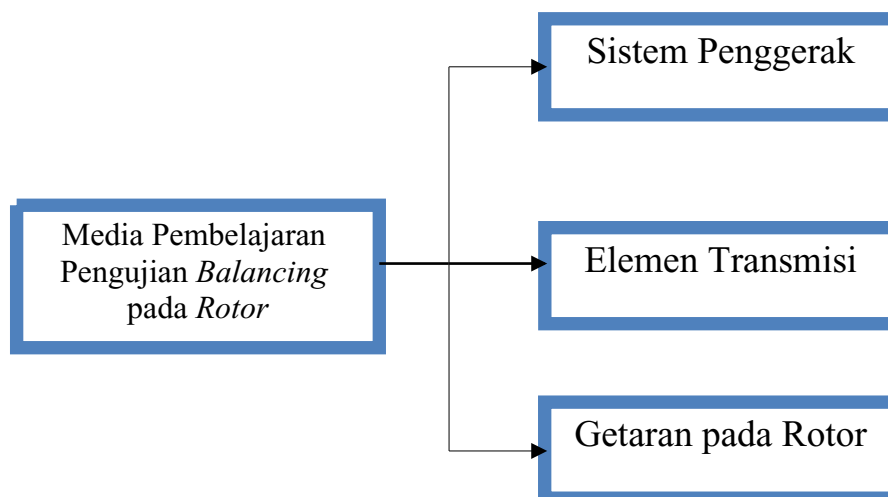 Sistem Penggerak
Media Pembelajaran
Pengujian Balancing
pada Rotor
Elemen Transmisi
Getaran pada Rotor